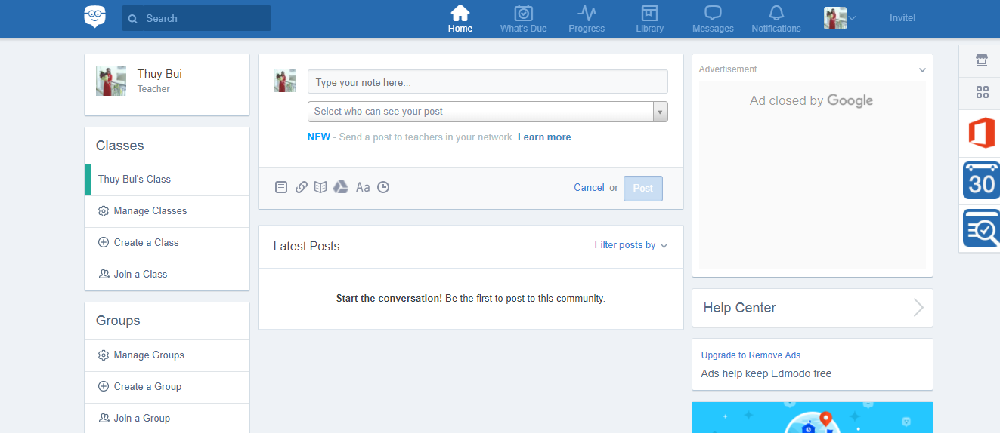 Search
Home
What's Due
Progress
Library
Messages
Notifications
Invite!
Thuy Bui
Teacher
Classes
Thuy Bui's Class
Manage Classes
Create a Class
Join a Class
Groups
Manage Groups
Create a Group
Join a Group
Type your note here...
Select who can see your post
NEW - Send a post to teachers in your network. Learn more
Aa
Cancel or Post
Latest Posts
Filter posts by
Start the conversation! Be the first to post to this community.
Advertisement
Ad closed by Google
Help Center
Upgrade to Remove Ads
Ads help keep Edmodo free
30